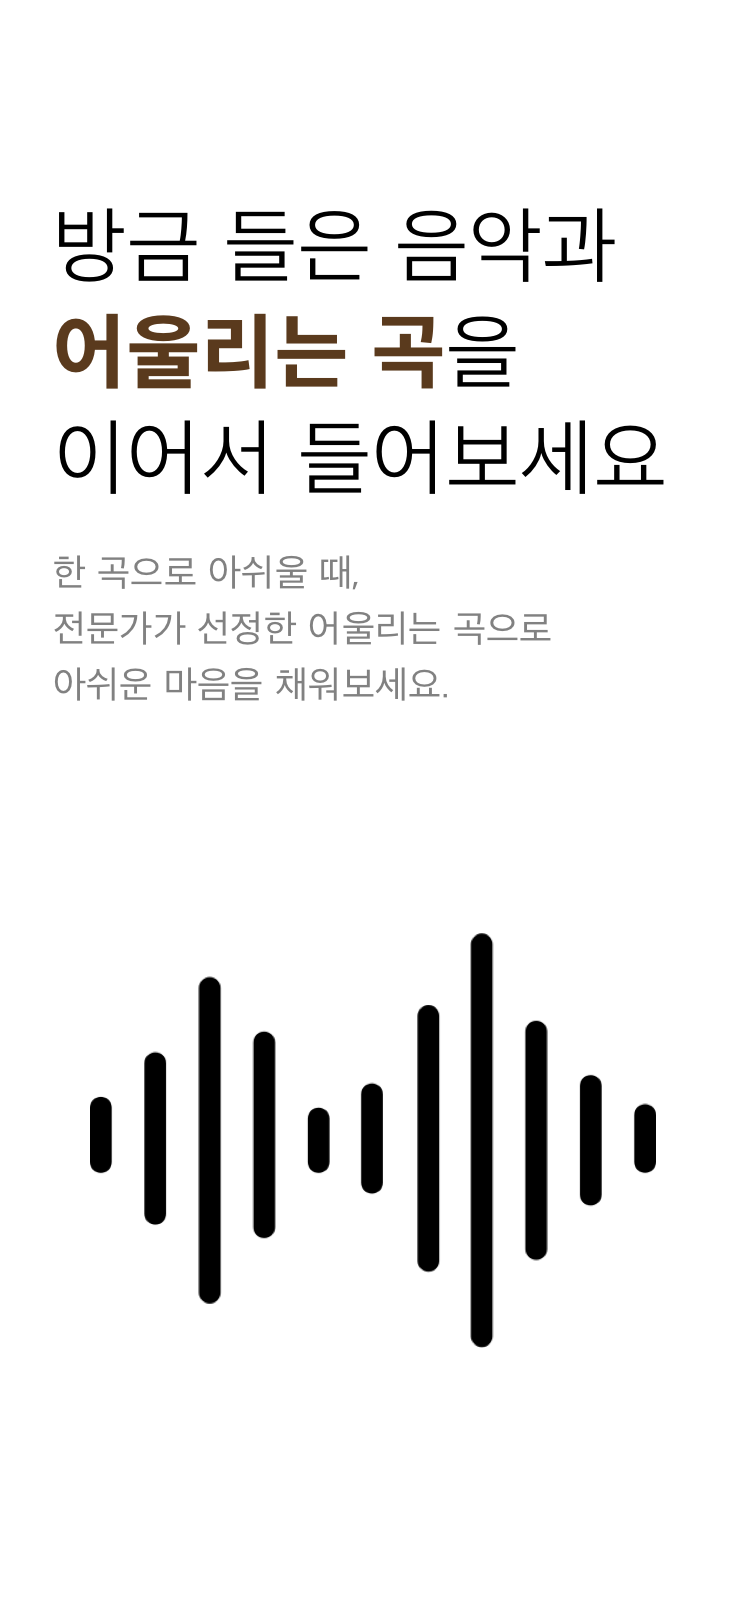 방금 들은 음악과
어울리는 곡을
이어서 들어보세요
한 곡으로 아쉬울 때,
전문가가 선정한 어울리는 곡으로
아쉬운 마음을 채워보세요.